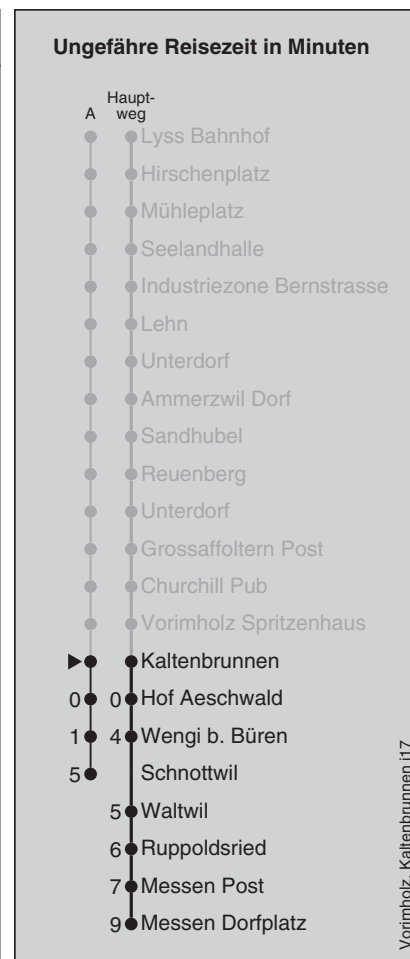 Ungefähre Reisezeit in Minuten
Haupt-
A weg
Lyss Bahnhof
Hirschenplatz
Mühleplatz
Seelandhalle
Industriezone Bernstrasse
Lehn
Unterdorf
Ammerzwil Dorf
Sandhubel
Reuenberg
Unterdorf
Grossaffoltern Post
Churchill Pub
Vorimholz Spritzenhaus
Kaltenbrunnen
0 0 Hof Aeschwald
1 4 Wengi b. Büren
5 Schnottwil
5 Waltwil
6 Ruppoldsried
7 Messen Post
9 Messen Dorfplatz
Vorimholz, Kaltenbrunnen i17